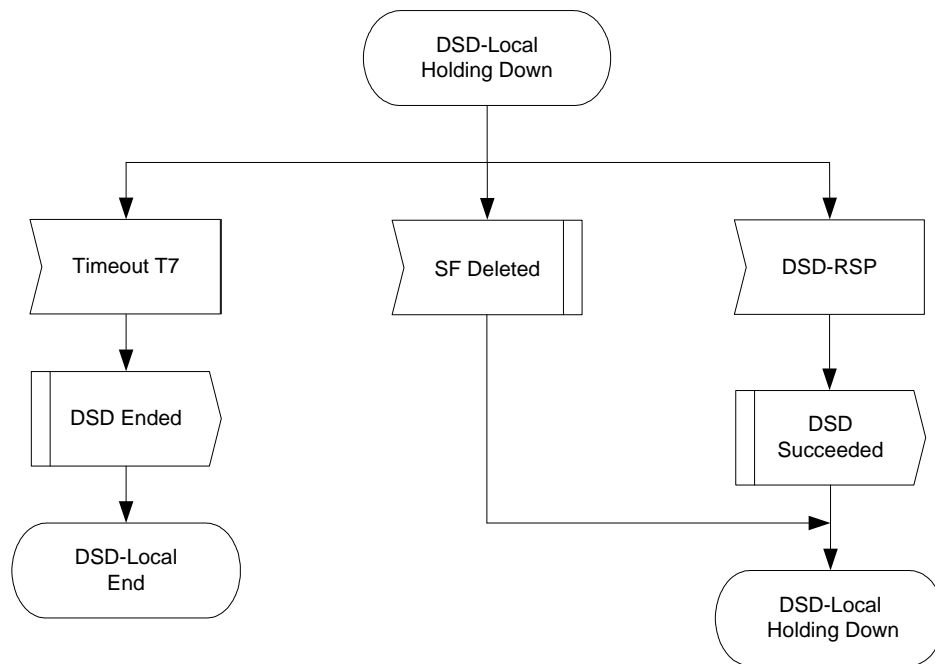 DSD-Local
Holding Down
Timeout T7
SF Deleted
DSD-RSP
DSD Ended
DSD
Succeeded
DSD-Local
End
DSD-Local
Holding Down